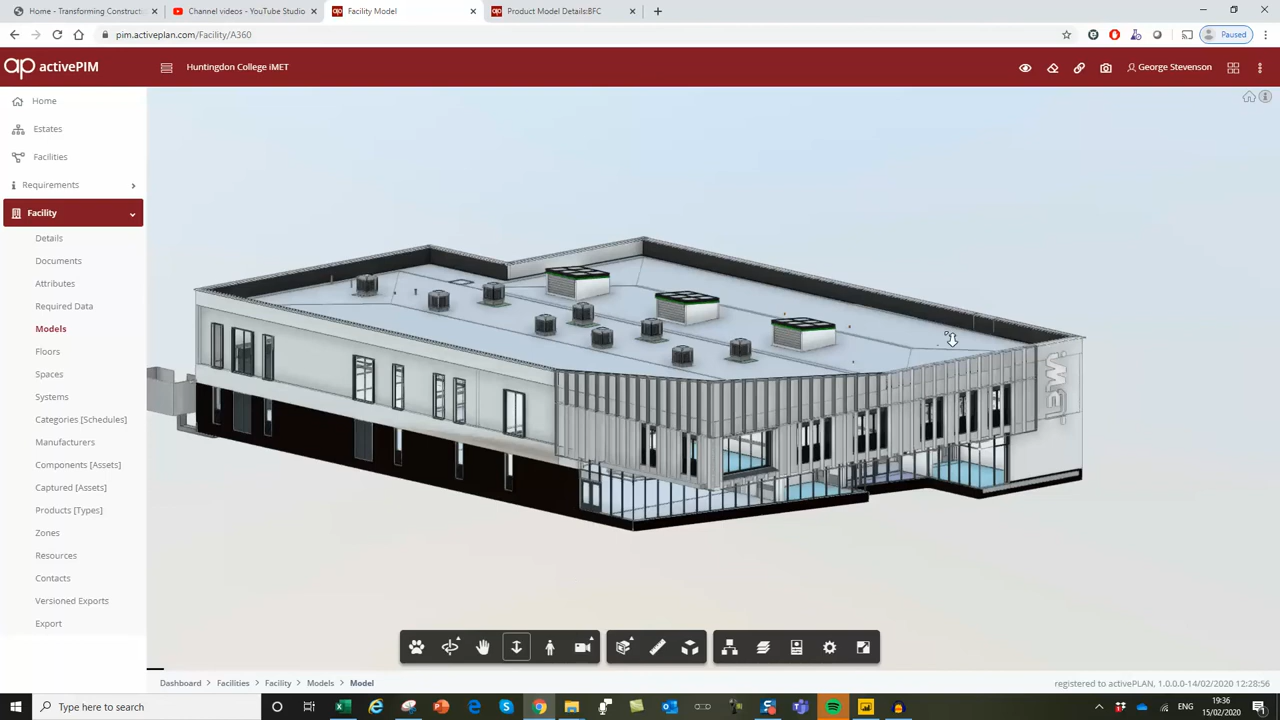 Home - Transforming Constructi
Channel videos - YouTube Studio
Facility Model
Product Model Details:BFC
pim.activeplan.com/Facility/A360
Paused
ap activePIM
Huntingdon College iMET
George Stevenson
Home
Estates
Facilities
Requirements
Facility
Details
Documents
Attributes
Required Data
Models
Floors
Spaces
Systems
Categories [Schedules]
Manufacturers
Components [Assets]
Captured [Assets]
Products [Types]
Zones
Resources
Contacts
Versioned Exports
Export
Dashboard > Facilities > Facility > Models > Model
registered to activePLAN, 1.0.0.0-14/02/2020 12:28:56
Type here to search
ENG
19:36
15/02/2020